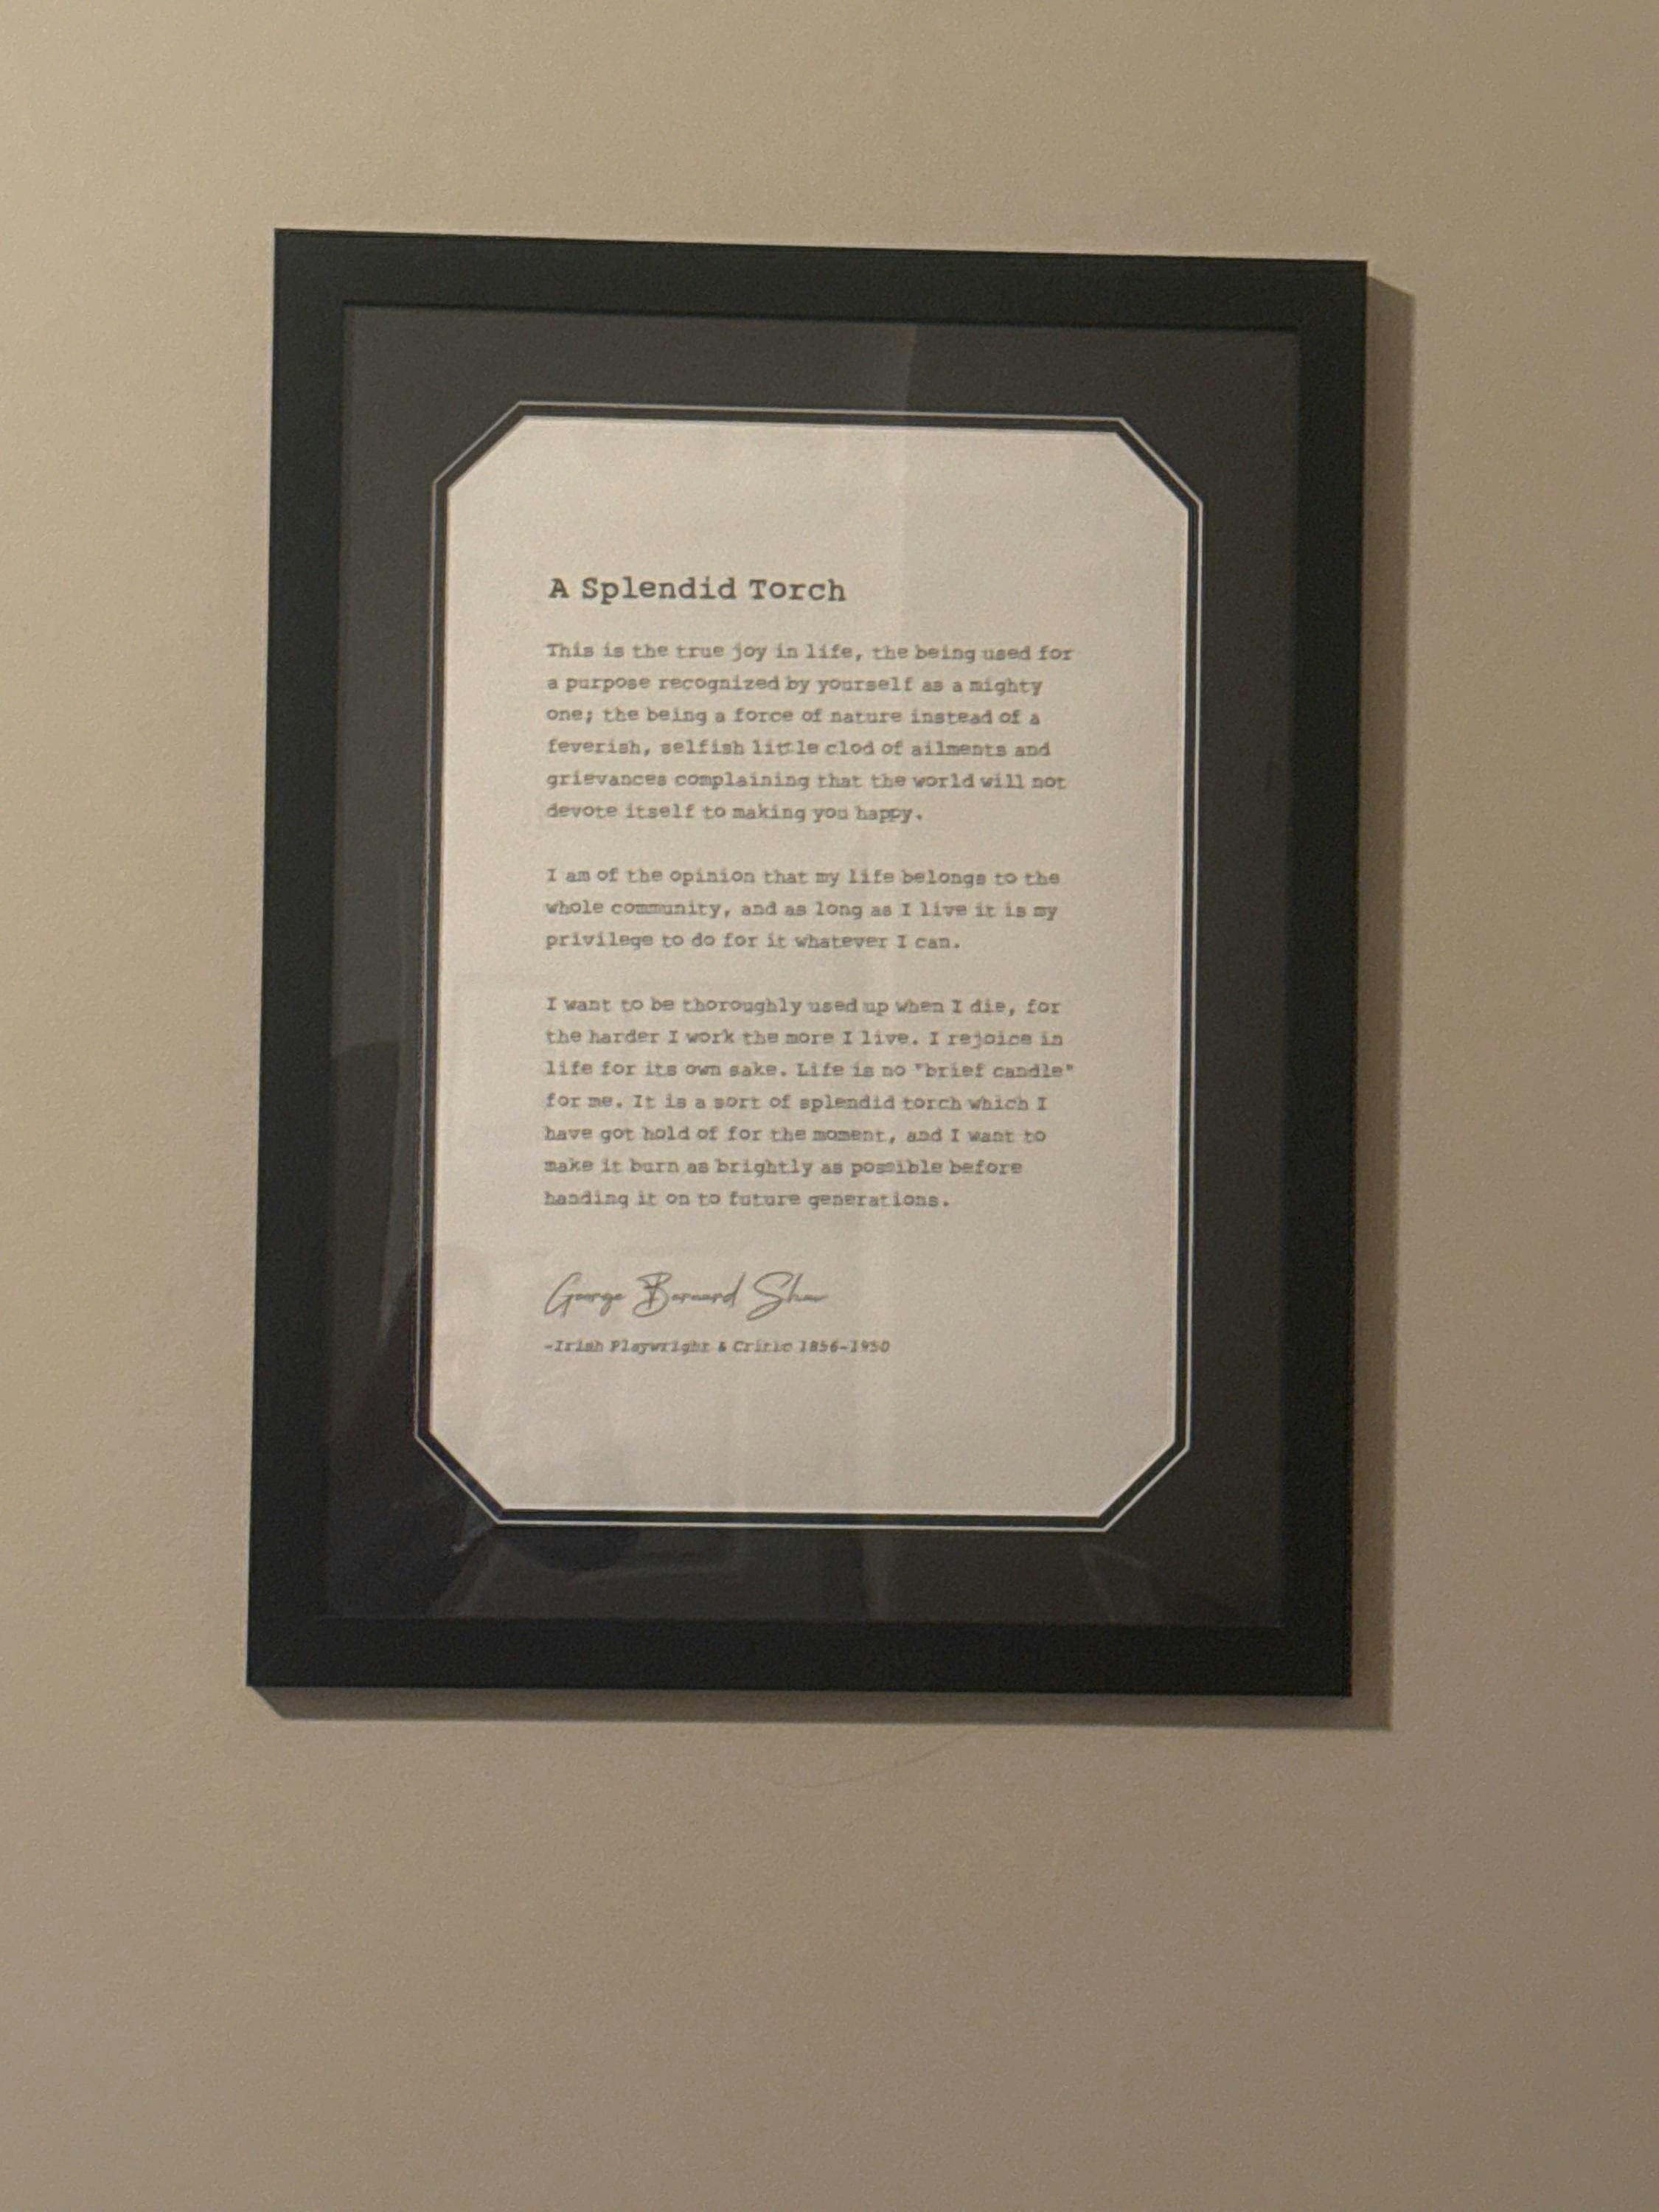 A Splendid Torch
This is the true joy in life, the being used for
a purpose recognized by yourself as a mighty
one; the being a force of nature instead of a
feverish, selfish little clod of ailments and
grievances complaining that the world will not
devote itself to making you happy.
I am of the opinion that my life belongs to the
whole community, and as long as I live it is my
privilege to do for it whatever I can.
I want to be thoroughly used up when I die, for
the harder I work the more I live. I rejoice in
life for its own sake. Life is no "brief candle"
for me. It is a sort of splendid torch which I
have got hold of for the moment, and I want to
make it burn as brightly as possible before
handing it on to future generations.
George Bernard Shaw
-Irish Playwright & Critic 1856-1950